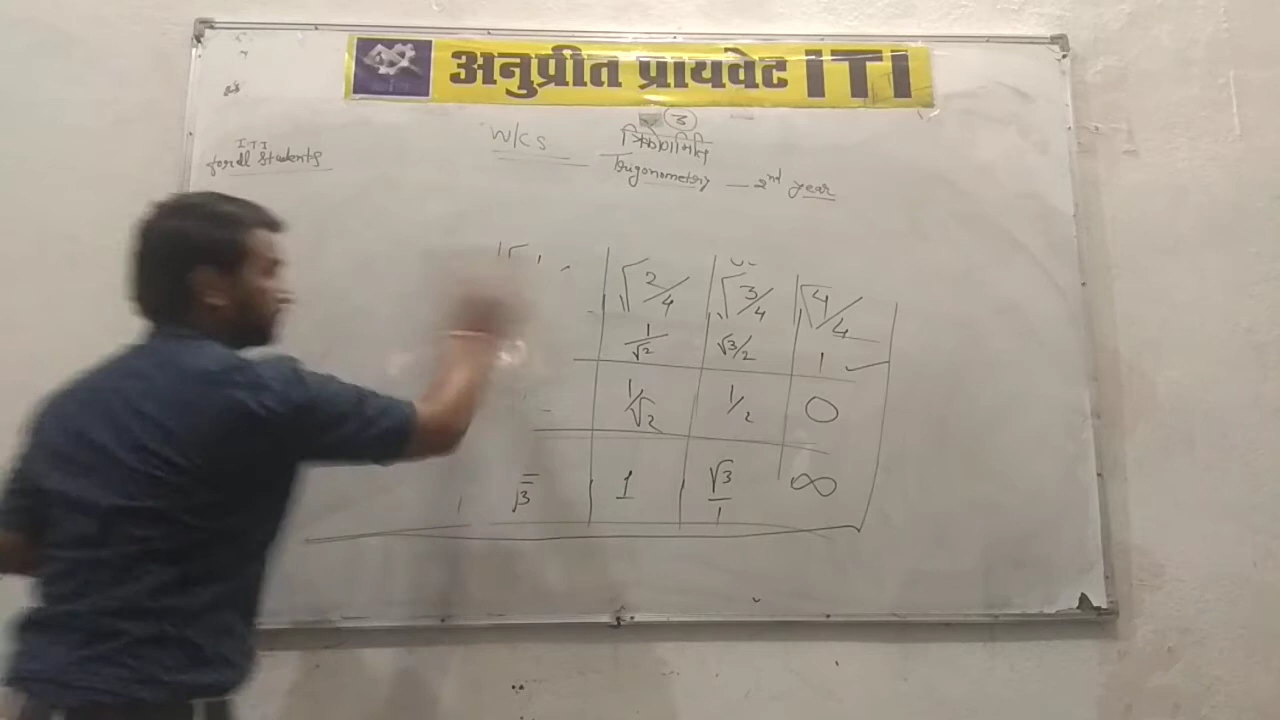 अनुप्रीत प्रायवेट ITI
3
W/CS त्रिकोणमिति
ITI
for all Students
Trigonometry — 2nd year
√2/4 √3/4 √4/4
1/√2 √3/2 1
1/√2 1/2 0
√3 1 √3/1 ∞